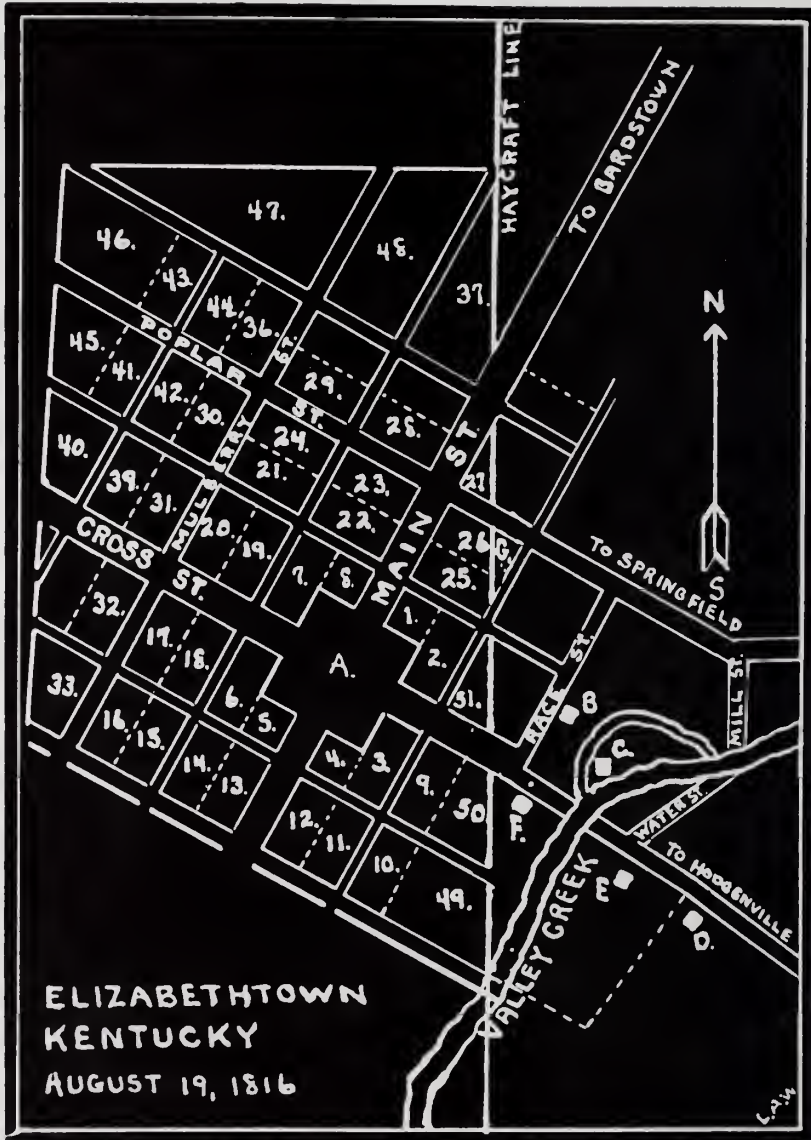 HAYCRAFT LINE
TO BARDSTOWN
47.
46.
48.
43.
37.
44.
36.
N
45.
POPLAR ST.
41.
29.
42.
30.
28.
ST.
24.
21.
40.
23.
27.
39.
31.
MULBERRY
22.
MAIN ST.
20.
19.
26.
G.
25.
CROSS ST.
TO SPRINGFIELD
S
7.
8.
32.
1.
2.
17.
18.
A.
51.
RACE ST.
MILL ST.
33.
6.
5.
B
16.
15.
4.
3.
C.
14.
13.
9.
50.
F.
WATER ST.
12.
11.
10.
TO HODGENVILLE
49.
E
D.
VALLEY CREEK
ELIZABETHTOWN
KENTUCKY
AUGUST 19, 1816